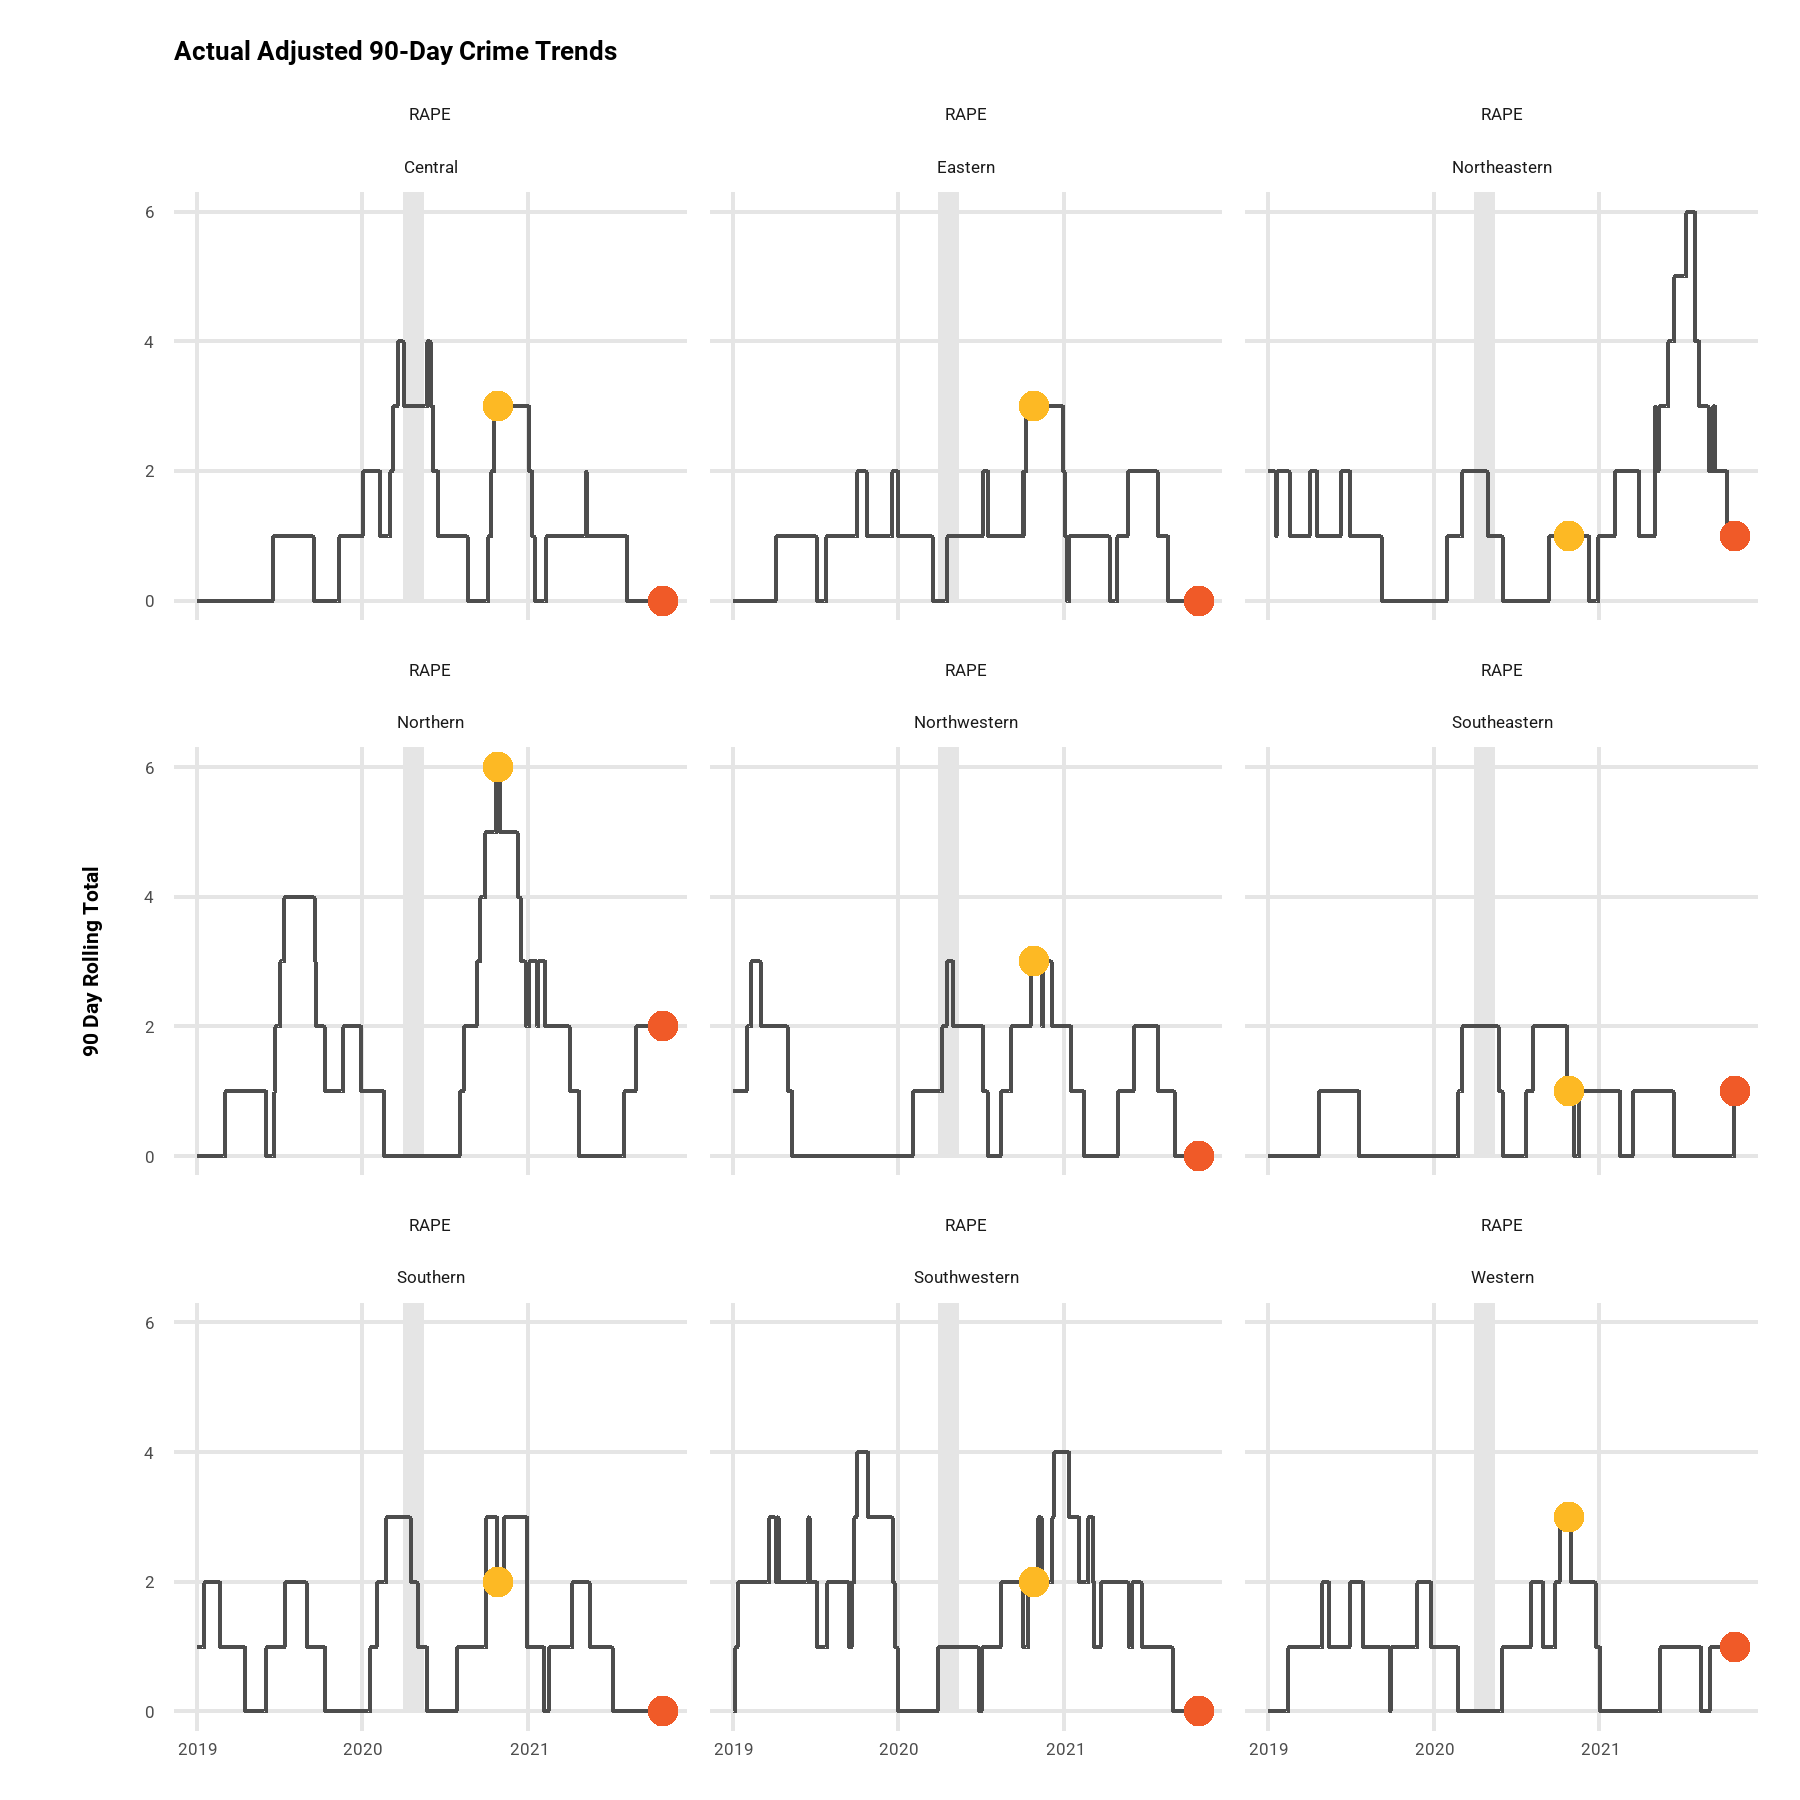 Actual Adjusted 90-Day Crime Trends
RAPE
RAPE
RAPE
Central
Eastern
Northeastern
6
4
2
0
RAPE
RAPE
RAPE
Northern
Northwestern
Southeastern
6
4
2
0
90 Day Rolling Total
RAPE
RAPE
RAPE
Southern
Southwestern
Western
6
4
2
0
2019
2020
2021
2019
2020
2021
2019
2020
2021